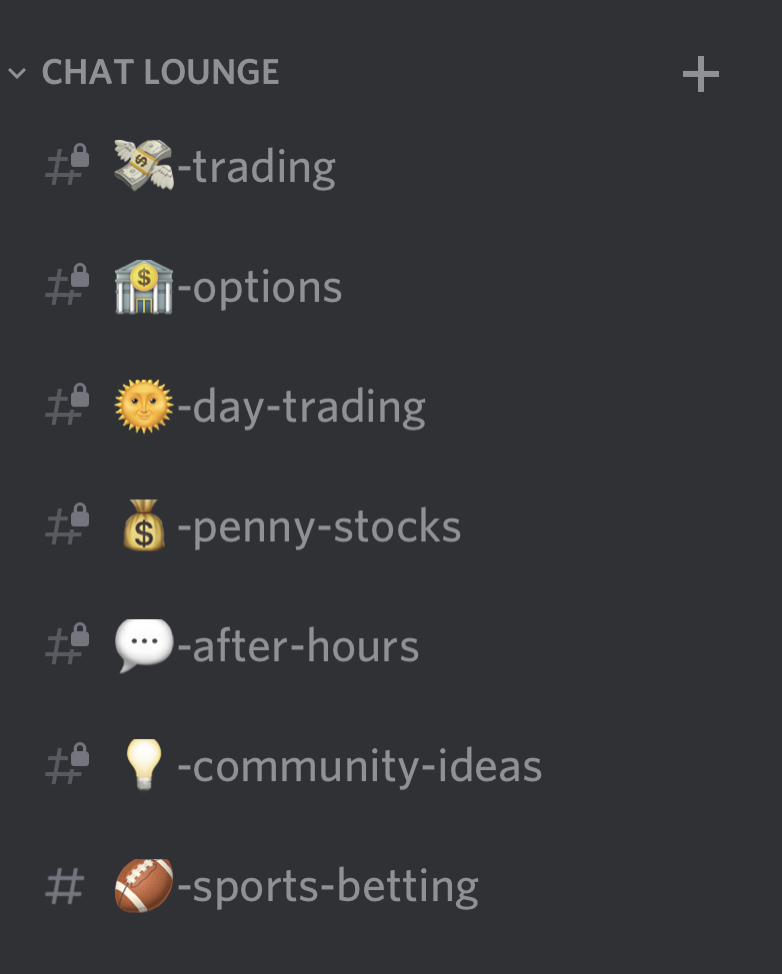 CHAT LOUNGE
# 💸-trading
# 🏦-options
# 🌞-day-trading
# 💰-penny-stocks
# 💬-after-hours
# 💡-community-ideas
# 🏈-sports-betting